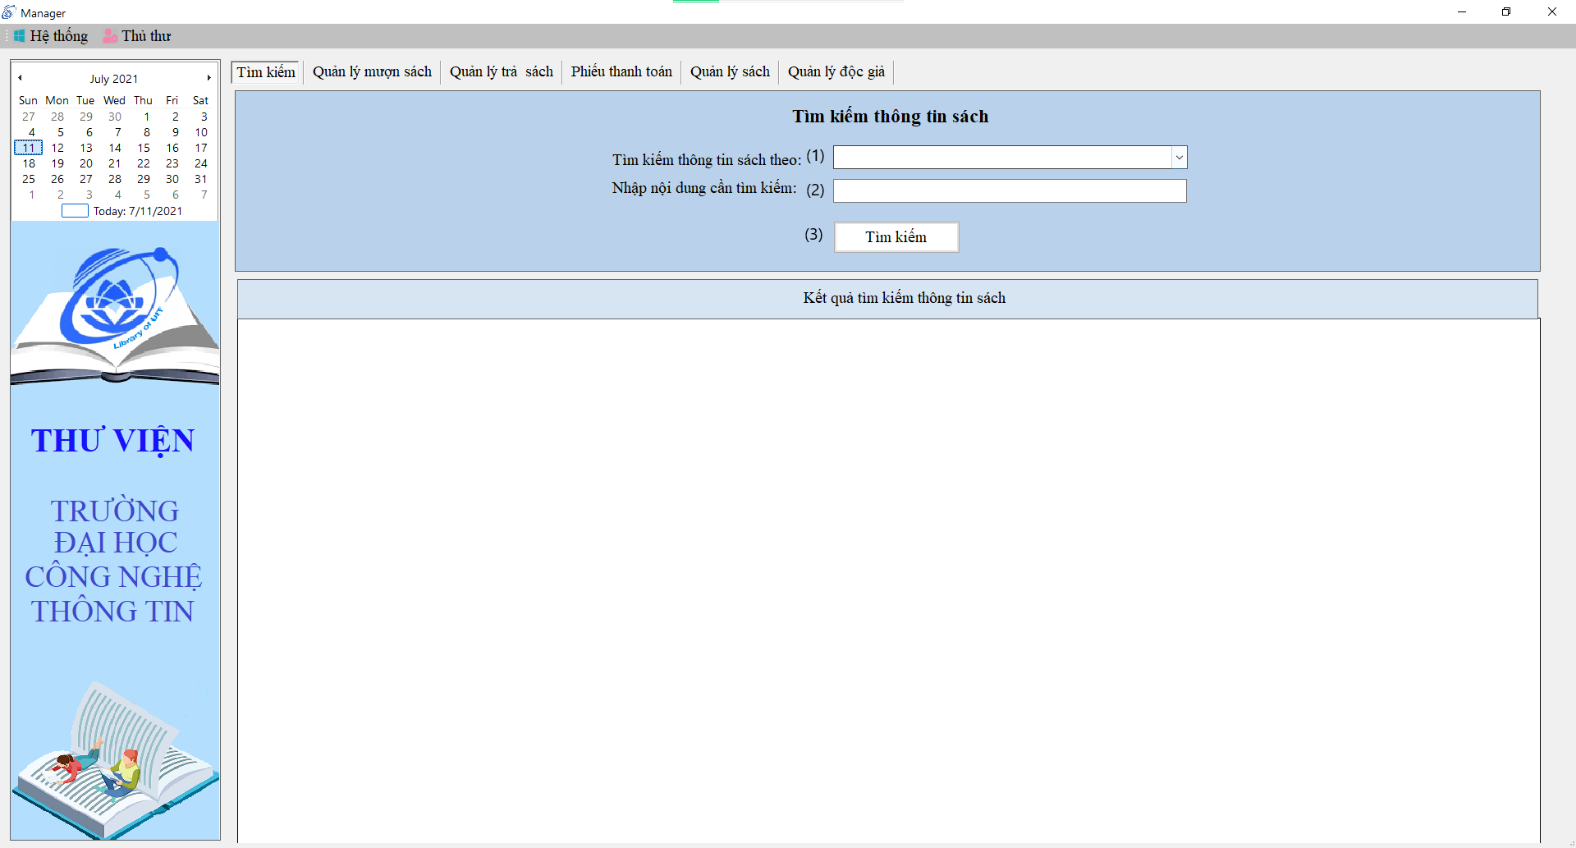 Manager
Hệ thống Thủ thư
July 2021
Sun Mon Tue Wed Thu Fri Sat
27 28 29 30 1 2 3
4 5 6 7 8 9 10
11 12 13 14 15 16 17
18 19 20 21 22 23 24
25 26 27 28 29 30 31
1 2 3 4 5 6 7
Today: 7/11/2021
Library of UIT
THƯ VIỆN
TRƯỜNG
ĐẠI HỌC
CÔNG NGHỆ
THÔNG TIN
Tìm kiếm Quản lý mượn sách Quản lý trả sách Phiếu thanh toán Quản lý sách Quản lý độc giả
Tìm kiếm thông tin sách
Tìm kiếm thông tin sách theo: (1)
Nhập nội dung cần tìm kiếm: (2)
(3) Tìm kiếm
Kết quả tìm kiếm thông tin sách